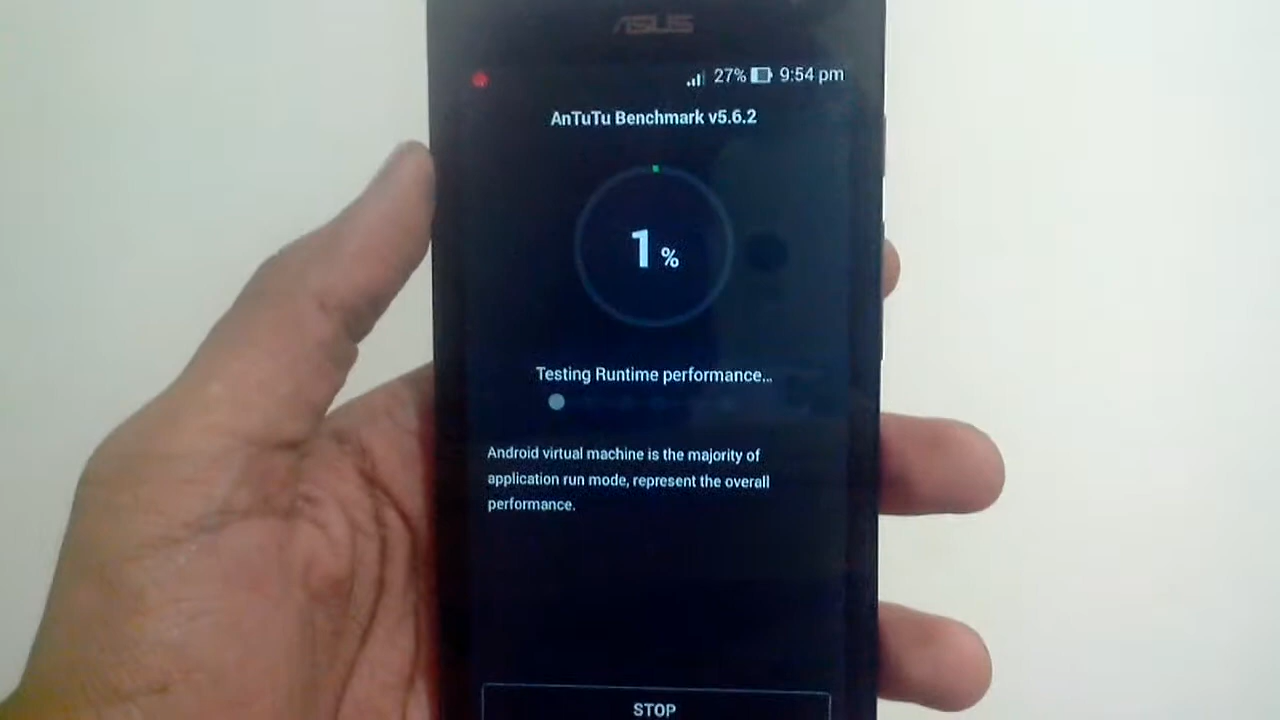 ASUS
27% 9:54 pm
AnTuTu Benchmark v5.6.2
1 %
Testing Runtime performance...
Android virtual machine is the majority of
application run mode, represent the overall
performance.
STOP